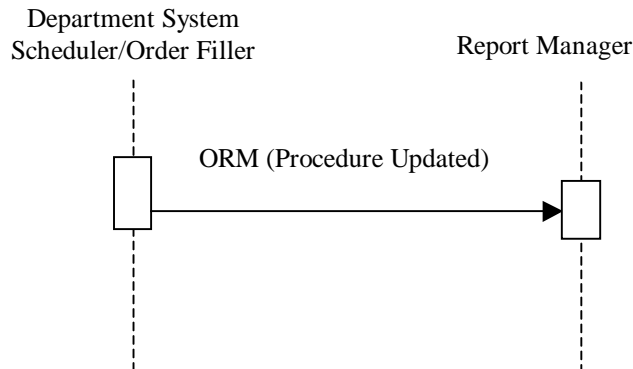 Department System
Scheduler/Order Filler
Report Manager
ORM (Procedure Updated)